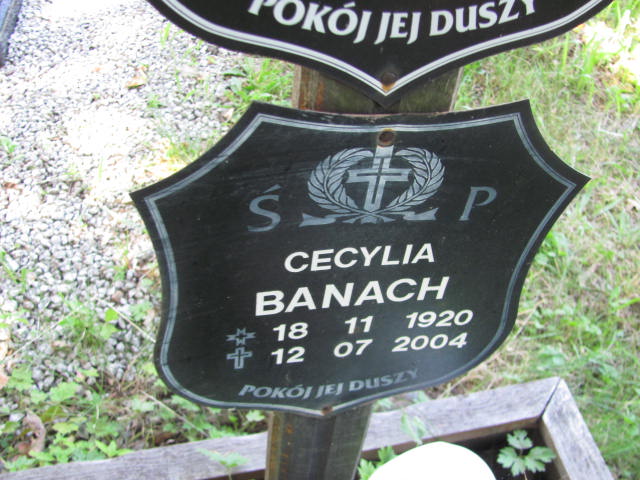 POKÓJ JEJ DUSZY
Ś P
CECYLIA
BANACH
18 11 1920
12 07 2004
POKÓJ JEJ DUSZY